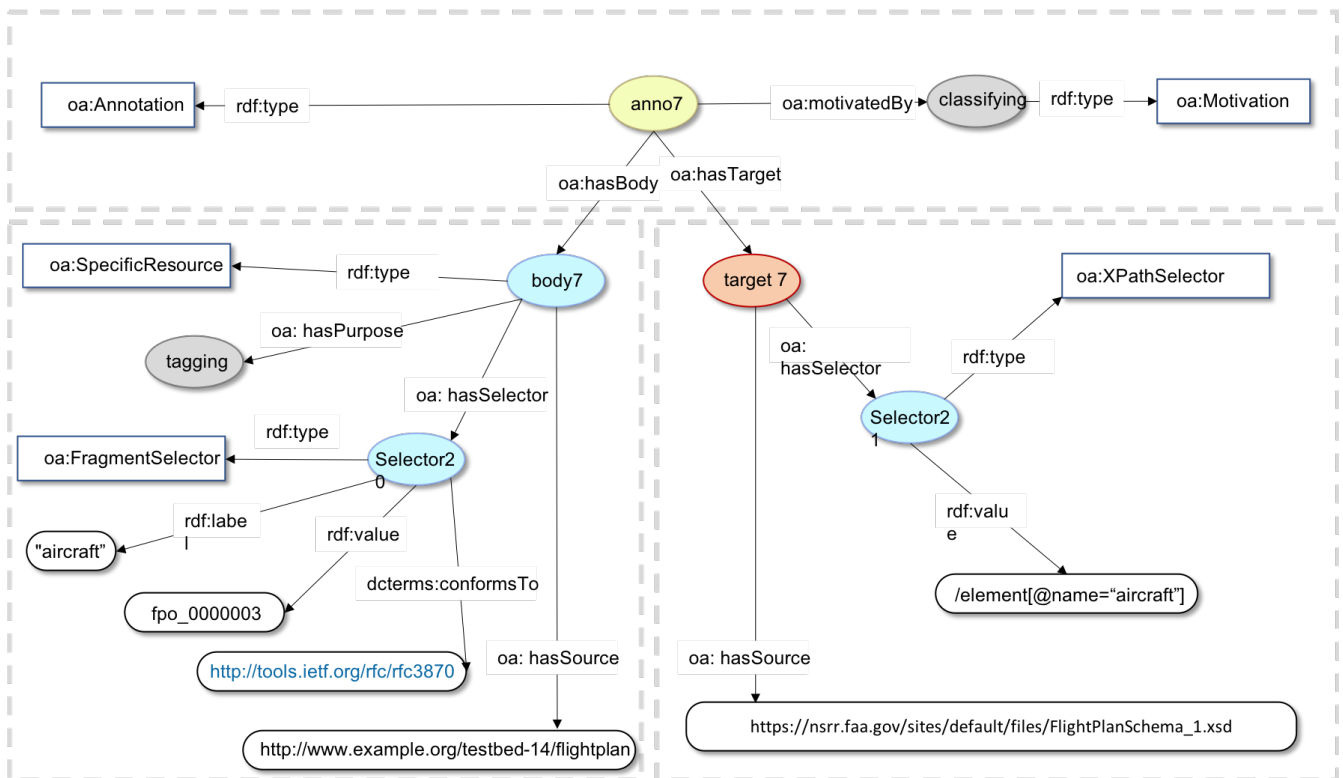 oa:Annotation
rdf:type
anno7
oa:motivatedBy
classifying
rdf:type
oa:Motivation
oa:hasBody
oa:hasTarget
oa:SpecificResource
rdf:type
body7
oa: hasPurpose
tagging
oa: hasSelector
rdf:type
oa:FragmentSelector
Selector2
0
rdf:labe
l
"aircraft”
rdf:value
fpo_0000003
dcterms:conformsTo
http://tools.ietf.org/rfc/rfc3870
oa: hasSource
http://www.example.org/testbed-14/flightplan
target 7
oa:XPathSelector
oa:
hasSelector
rdf:type
Selector2
1
rdf:valu
e
/element[@name=“aircraft”]
oa: hasSource
https://nsrr.faa.gov/sites/default/files/FlightPlanSchema_1.xsd